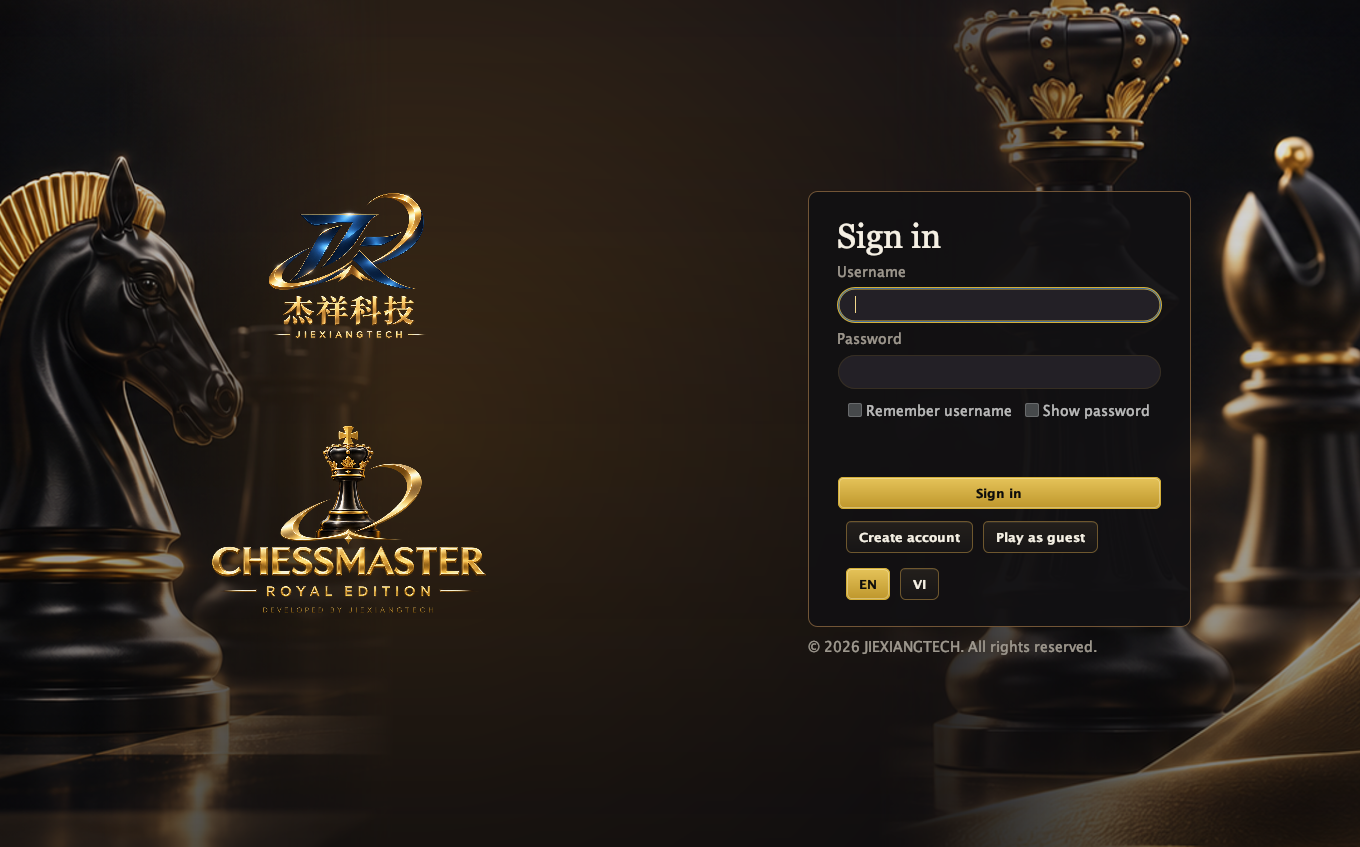 杰祥科技
JIEXIANGTECH
CHESSMASTER
ROYAL EDITION
DEVELOPED BY JIEXIANGTECH
Sign in
Username
Password
Remember username Show password
Sign in
Create account Play as guest
EN VI
© 2026 JIEXIANGTECH. All rights reserved.